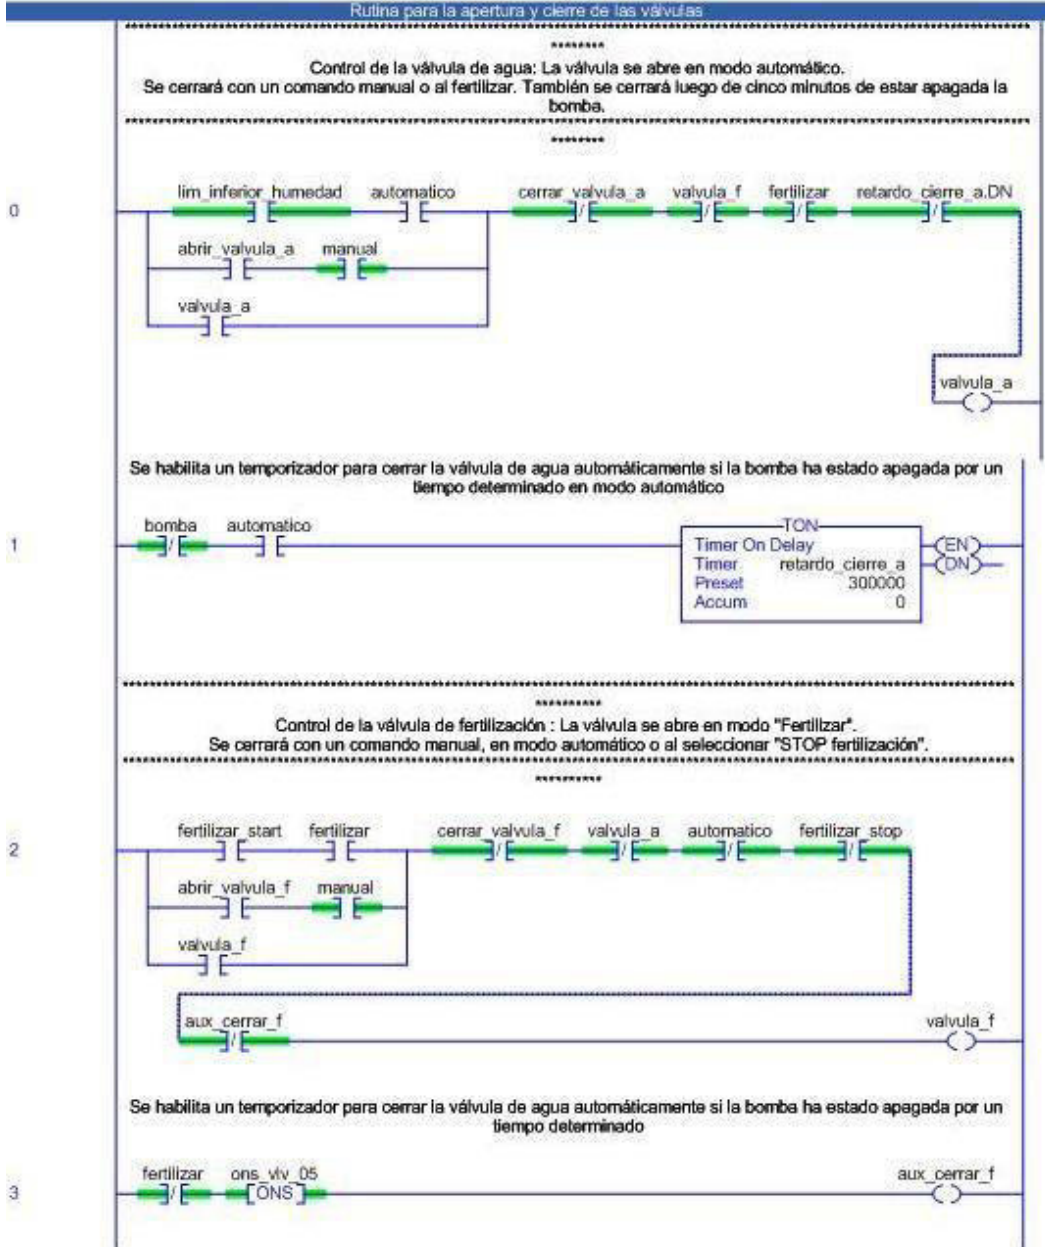 Rutina para la apertura y cierre de las válvulas
********************************************************************************
********
Control de la válvula de agua: La válvula se abre en modo automático.
Se cerrará con un comando manual o al fertilizar. También se cerrará luego de cinco minutos de estar apagada la
bomba.
********************************************************************************
********
lim_inferior_humedad automatico cerrar_valvula_a valvula_f fertilizar retardo_cierre_a.DN
0
abrir_valvula_a manual
valvula_a
valvula_a
Se habilita un temporizador para cerrar la válvula de agua automáticamente si la bomba ha estado apagada por un
tiempo determinado en modo automático
bomba automatico
1
TON
Timer On Delay
Timer retardo_cierre_a
Preset 300000
Accum 0
EN
DN
********************************************************************************
**********
Control de la válvula de fertilización : La válvula se abre en modo "Fertilizar".
Se cerrará con un comando manual, en modo automático o al seleccionar "STOP fertilización".
********************************************************************************
**********
fertilizar_start fertilizar cerrar_valvula_f valvula_a automatico fertilizar_stop
2
abrir_valvula_f manual
valvula_f
aux_cerrar_f valvula_f
Se habilita un temporizador para cerrar la válvula de agua automáticamente si la bomba ha estado apagada por un
tiempo determinado
fertilizar ons_vlv_05 aux_cerrar_f
3
ONS